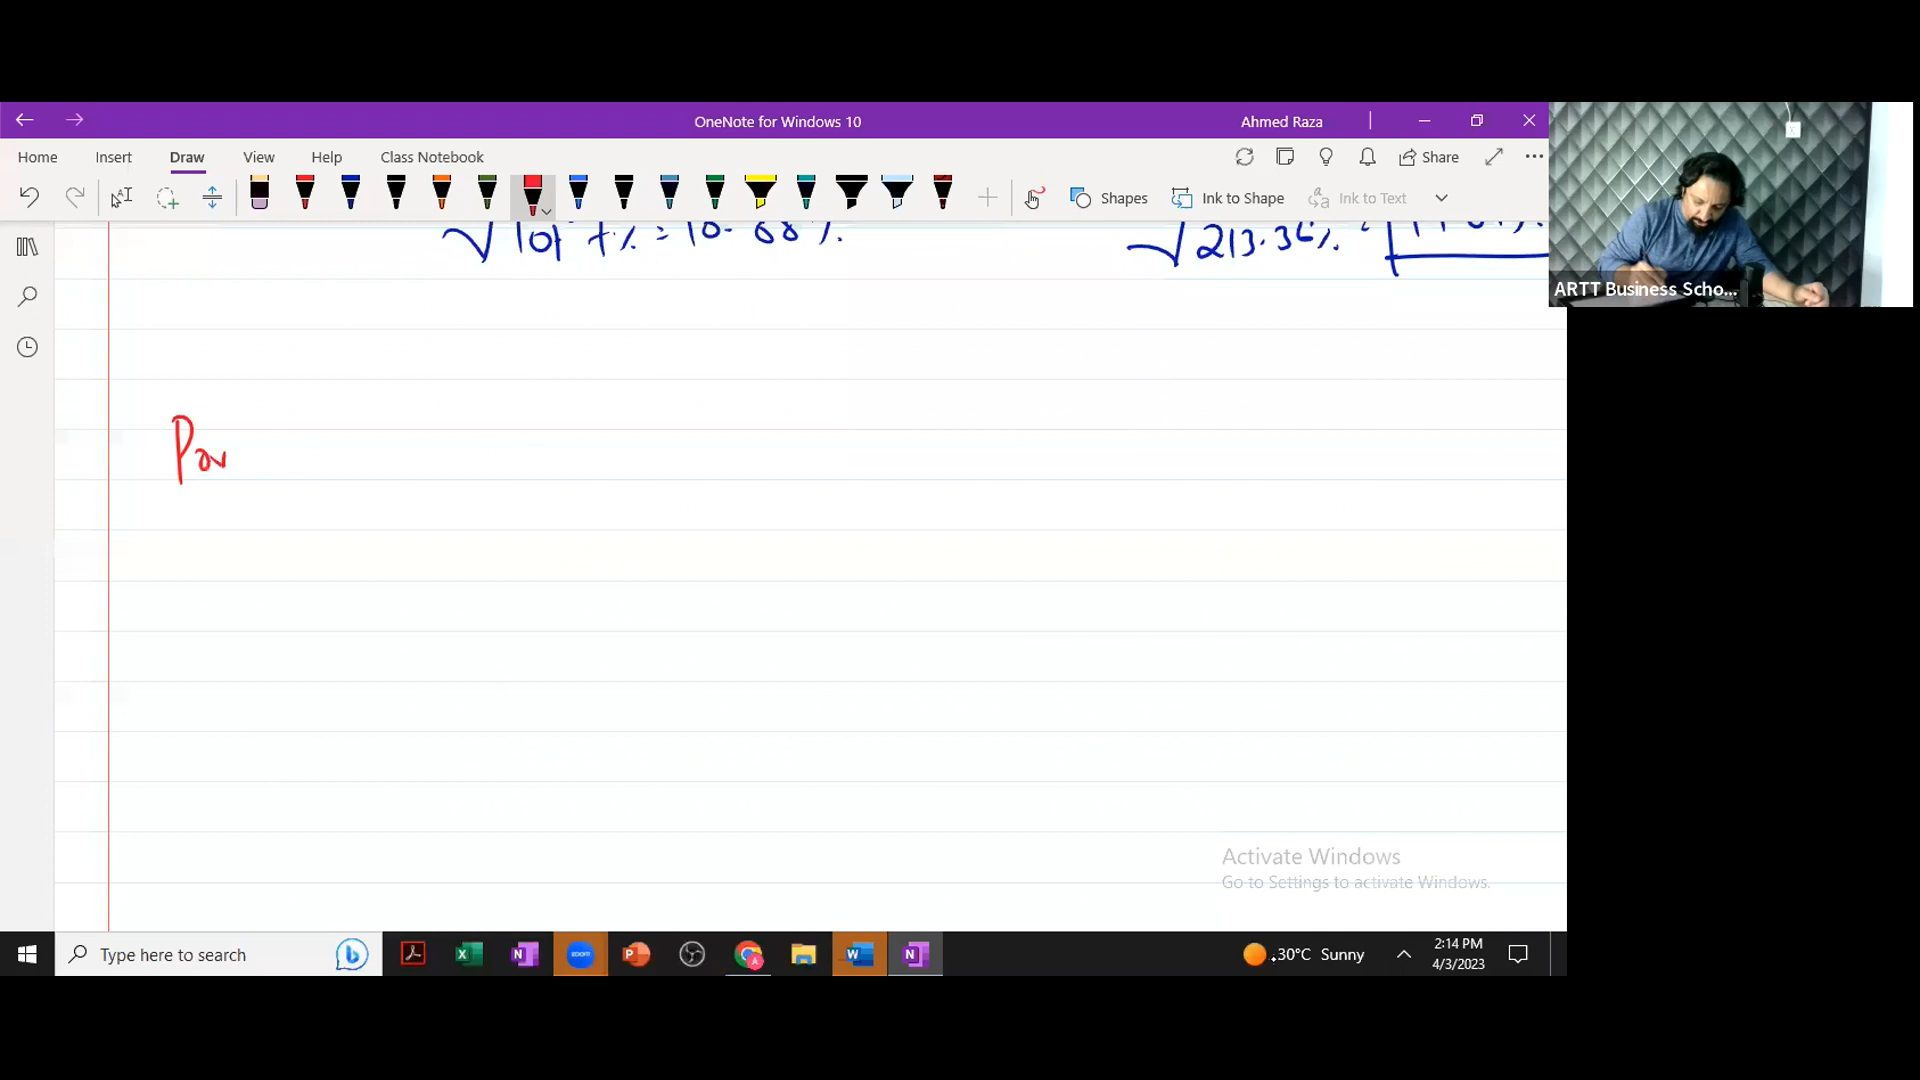 OneNote for Windows 10
Ahmed Raza
Home Insert Draw View Help Class Notebook
Share
Shapes Ink to Shape Ink to Text
213.36%
ARTT Business Scho...
Activate Windows
Go to Settings to activate Windows.
Type here to search
30°C Sunny
2:14 PM
4/3/2023